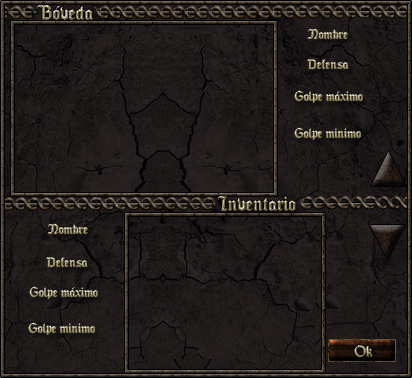 Bóveda
Nombre
Defensa
Golpe máximo
Golpe minimo
Inventario
Nombre
Defensa
Golpe máximo
Golpe minimo
Ok